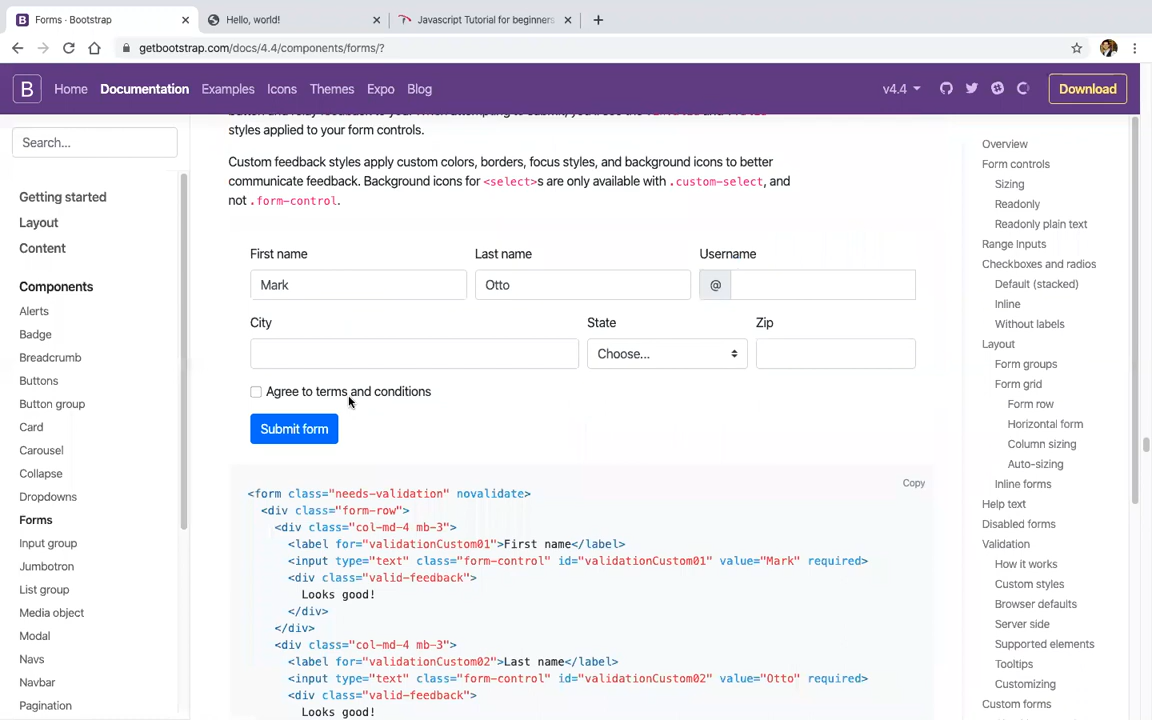 Forms · Bootstrap
Hello, world!
Javascript Tutorial for beginners
getbootstrap.com/docs/4.4/components/forms/?
B
Home
Documentation
Examples
Icons
Themes
Expo
Blog
v4.4
Download
Search...
Getting started
Layout
Content
Components
Alerts
Badge
Breadcrumb
Buttons
Button group
Card
Carousel
Collapse
Dropdowns
Forms
Input group
Jumbotron
List group
Media object
Modal
Navs
Navbar
Pagination
styles applied to your form controls.
Custom feedback styles apply custom colors, borders, focus styles, and background icons to better
communicate feedback. Background icons for <select>s are only available with .custom-select, and
not .form-control.
First name
Last name
Username
Mark
Otto
@
City
State
Zip
Choose...
Agree to terms and conditions
Submit form
Copy
<form class="needs-validation" novalidate>
<div class="form-row">
<div class="col-md-4 mb-3">
<label for="validationCustom01">First name</label>
<input type="text" class="form-control" id="validationCustom01" value="Mark" required>
<div class="valid-feedback">
Looks good!
</div>
</div>
<div class="col-md-4 mb-3">
<label for="validationCustom02">Last name</label>
<input type="text" class="form-control" id="validationCustom02" value="Otto" required>
<div class="valid-feedback">
Looks good!
Overview
Form controls
Sizing
Readonly
Readonly plain text
Range Inputs
Checkboxes and radios
Default (stacked)
Inline
Without labels
Layout
Form groups
Form grid
Form row
Horizontal form
Column sizing
Auto-sizing
Inline forms
Help text
Disabled forms
Validation
How it works
Custom styles
Browser defaults
Server side
Supported elements
Tooltips
Customizing
Custom forms